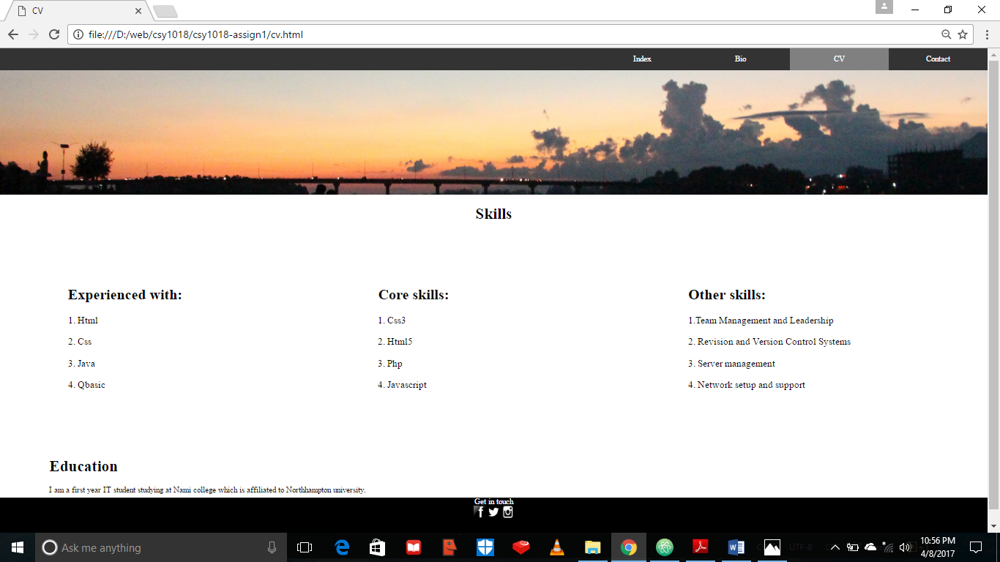 CV
file:///D:/web/csy1018/csy1018-assign1/cv.html
Index Bio CV Contact
Skills
Experienced with:
1. Html
2. Css
3. Java
4. Qbasic
Core skills:
1. Css3
2. Html5
3. Php
4. Javascript
Other skills:
1.Team Management and Leadership
2. Revision and Version Control Systems
3. Server management
4. Network setup and support
Education
I am a first year IT student studying at Nami college which is affiliated to Northhampton university.
Get in touch
Ask me anything
UTF-8
10:56 PM
4/8/2017